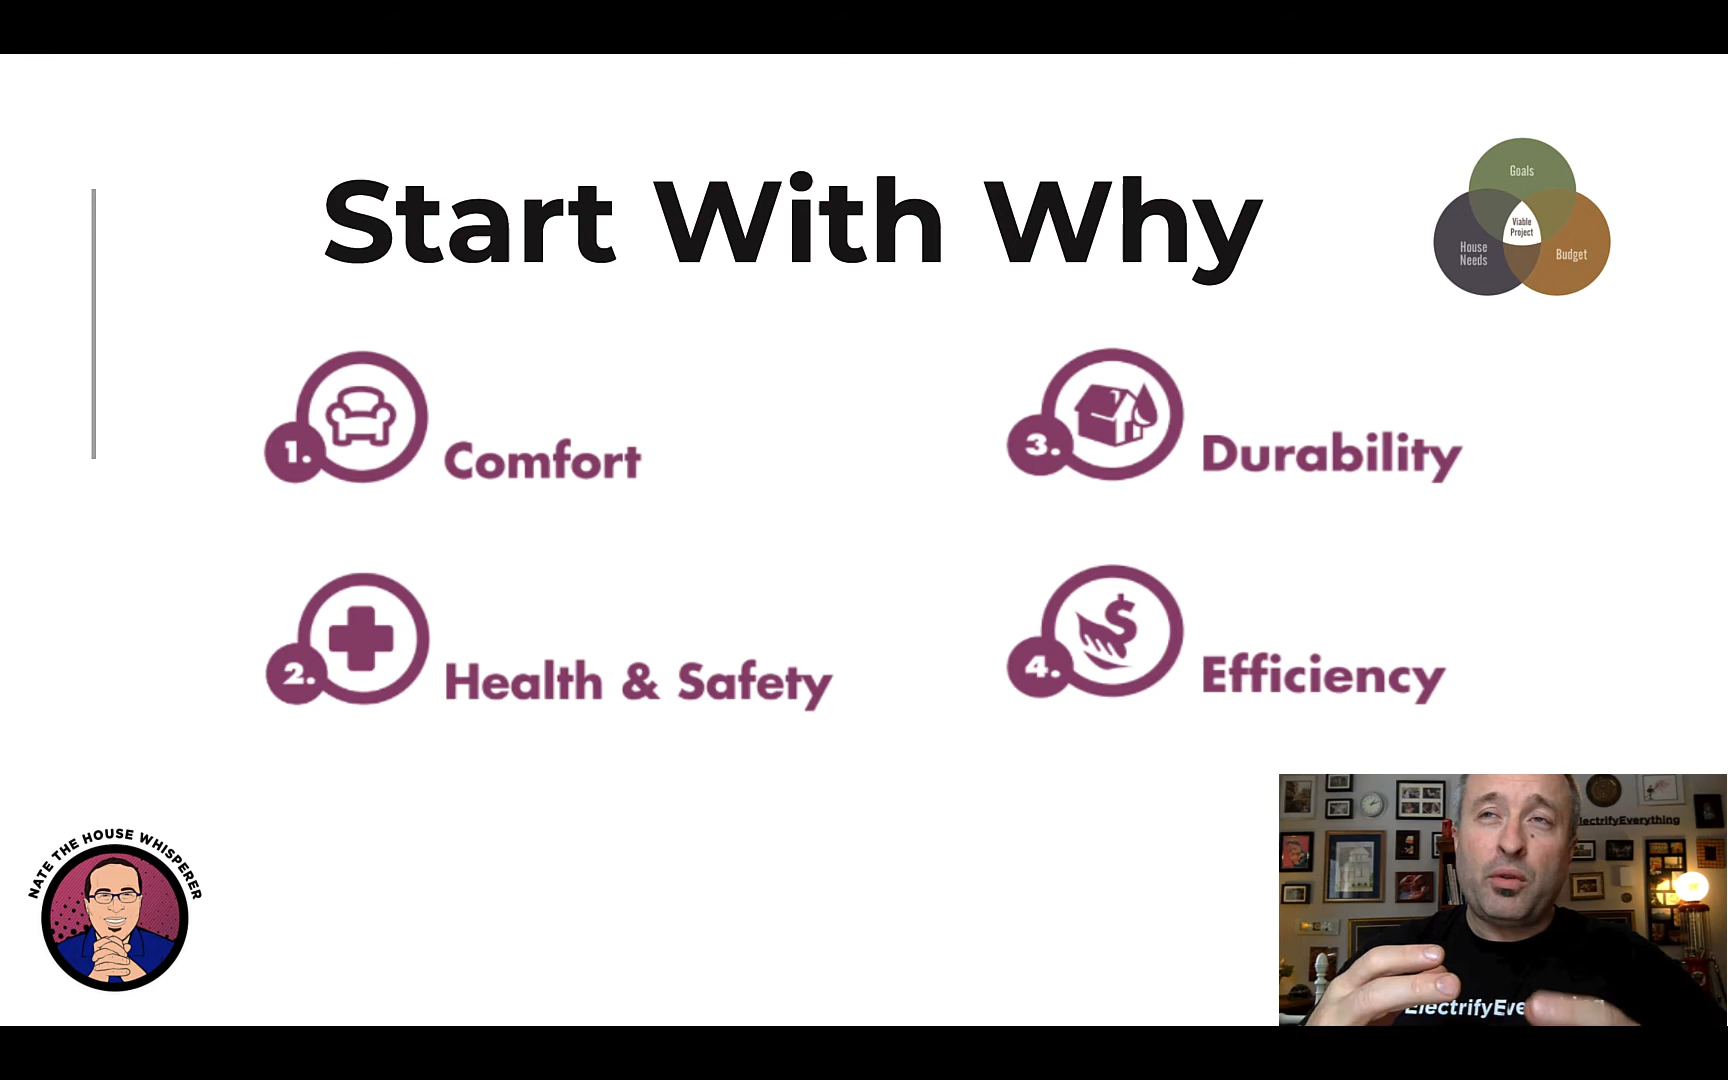 Start With Why
Goals
Viable
Project
House
Needs
Budget
1.
Comfort
3.
Durability
2.
Health & Safety
4.
Efficiency
NATE THE HOUSE WHISPERER
lectrifyEverything
ElectrifyEve